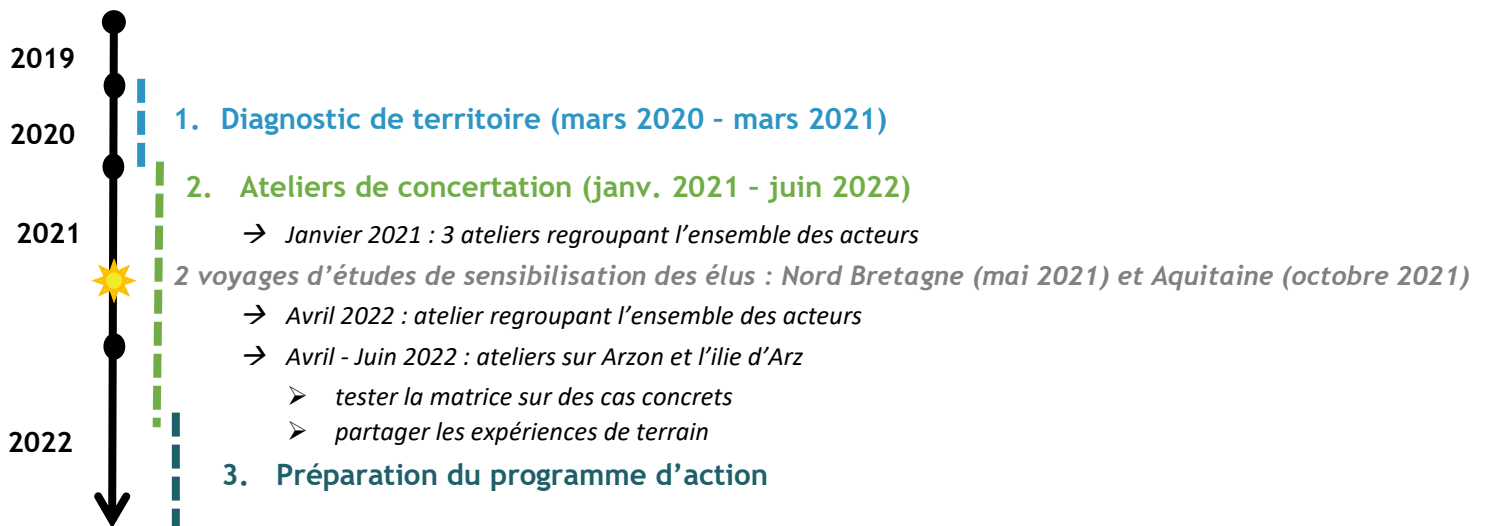 2019
1. Diagnostic de territoire (mars 2020 – mars 2021)
2020
2. Ateliers de concertation (janv. 2021 – juin 2022)
2021
→ Janvier 2021 : 3 ateliers regroupant l’ensemble des acteurs
2 voyages d’études de sensibilisation des élus : Nord Bretagne (mai 2021) et Aquitaine (octobre 2021)
→ Avril 2022 : atelier regroupant l’ensemble des acteurs
→ Avril - Juin 2022 : ateliers sur Arzon et l’ilie d’Arz
➢ tester la matrice sur des cas concrets
➢ partager les expériences de terrain
2022
3. Préparation du programme d’action